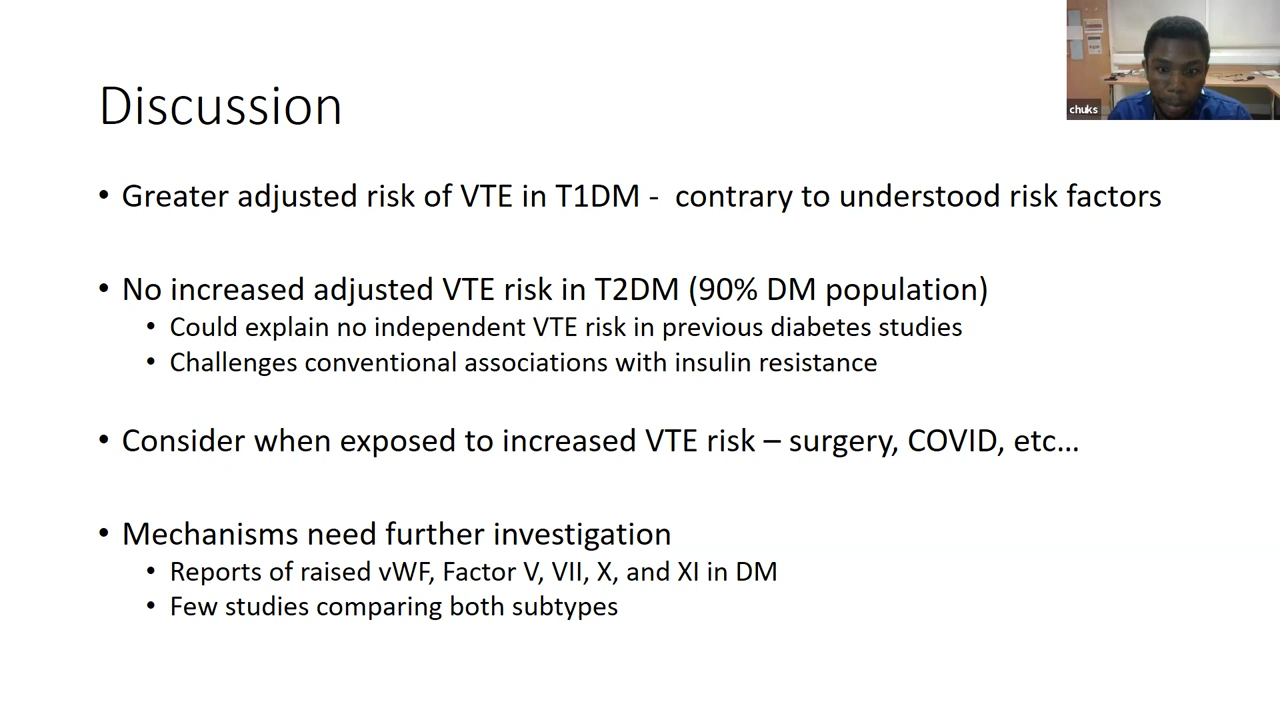 Discussion
chuks
• Greater adjusted risk of VTE in T1DM -  contrary to understood risk factors
• No increased adjusted VTE risk in T2DM (90% DM population)
• Could explain no independent VTE risk in previous diabetes studies
• Challenges conventional associations with insulin resistance
• Consider when exposed to increased VTE risk – surgery, COVID, etc…
• Mechanisms need further investigation
• Reports of raised vWF, Factor V, VII, X, and XI in DM
• Few studies comparing both subtypes